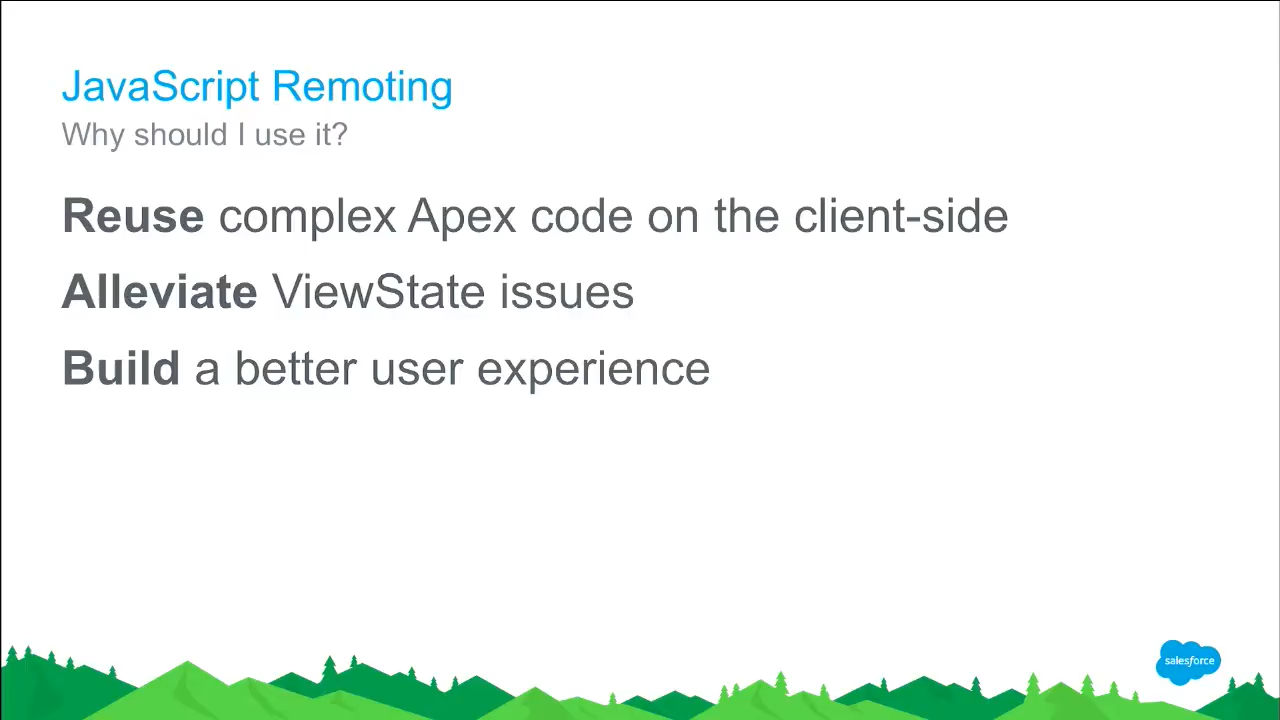 JavaScript Remoting
Why should I use it?
Reuse complex Apex code on the client-side
Alleviate ViewState issues
Build a better user experience
salesforce